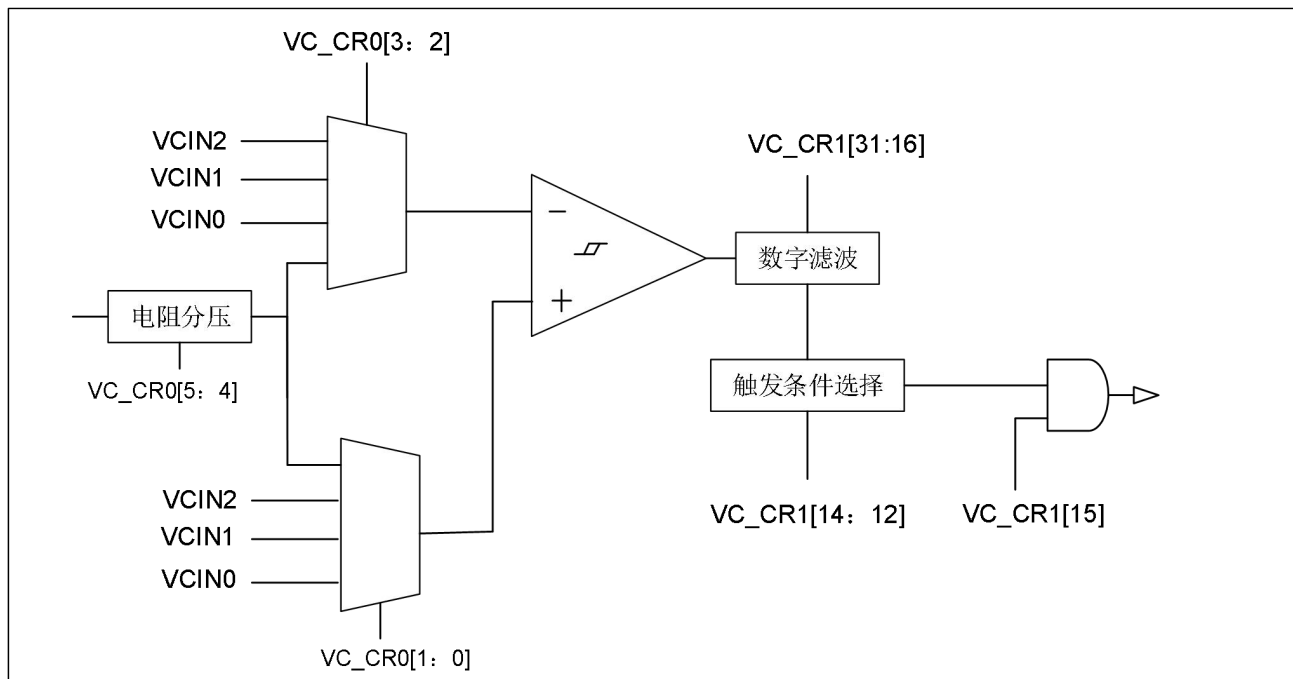 VC_CR0[3：2]
VCIN2
VCIN1
VCIN0
电阻分压
VC_CR0[5：4]
VCIN2
VCIN1
VCIN0
VC_CR0[1：0]
−
+
VC_CR1[31:16]
数字滤波
触发条件选择
VC_CR1[14：12]
VC_CR1[15]